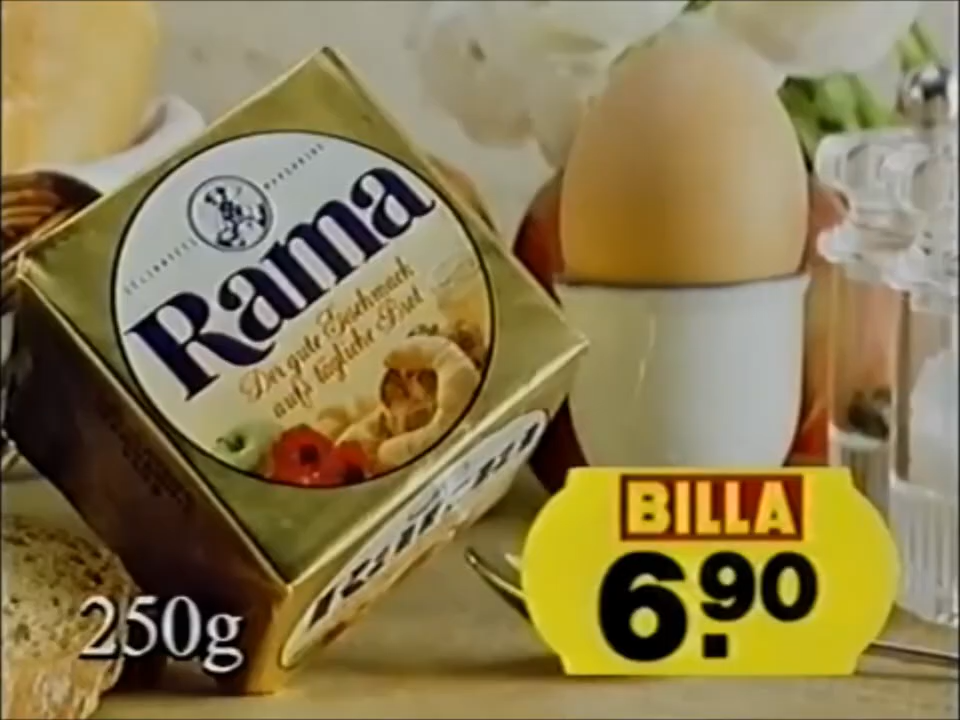 Rama
Der gute Geschmack
aufs tägliche Brot
BILLA
6.90
250g